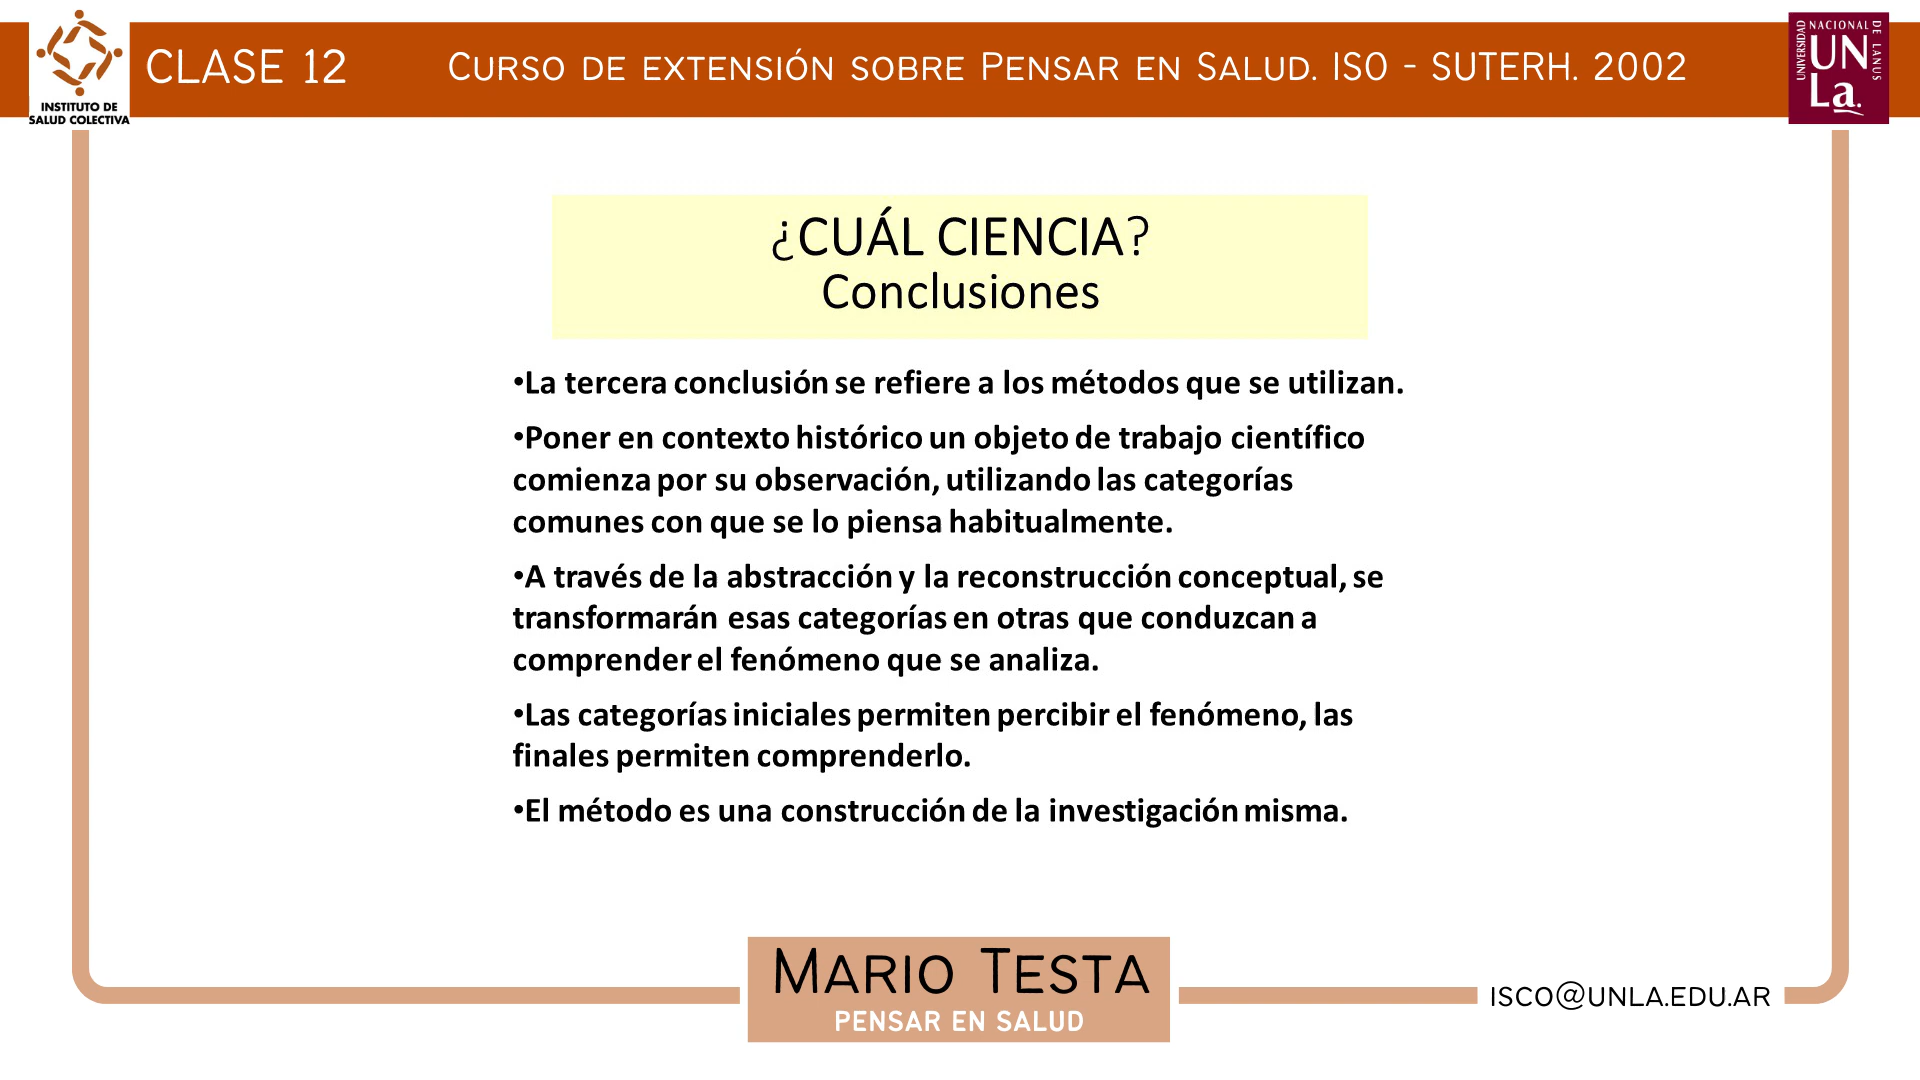 INSTITUTO DE
SALUD COLECTIVA
CLASE 12
CURSO DE EXTENSIÓN SOBRE PENSAR EN SALUD. ISO - SUTERH. 2002
UNIVERSIDAD
NACIONAL
DE LANUS
UN
La.
¿CUÁL CIENCIA?
Conclusiones
•La tercera conclusión se refiere a los métodos que se utilizan.
•Poner en contexto histórico un objeto de trabajo científico
comienza por su observación, utilizando las categorías
comunes con que se lo piensa habitualmente.
•A través de la abstracción y la reconstrucción conceptual, se
transformarán esas categorías en otras que conduzcan a
comprender el fenómeno que se analiza.
•Las categorías iniciales permiten percibir el fenómeno, las
finales permiten comprenderlo.
•El método es una construcción de la investigación misma.
MARIO TESTA
PENSAR EN SALUD
ISCO@UNLA.EDU.AR